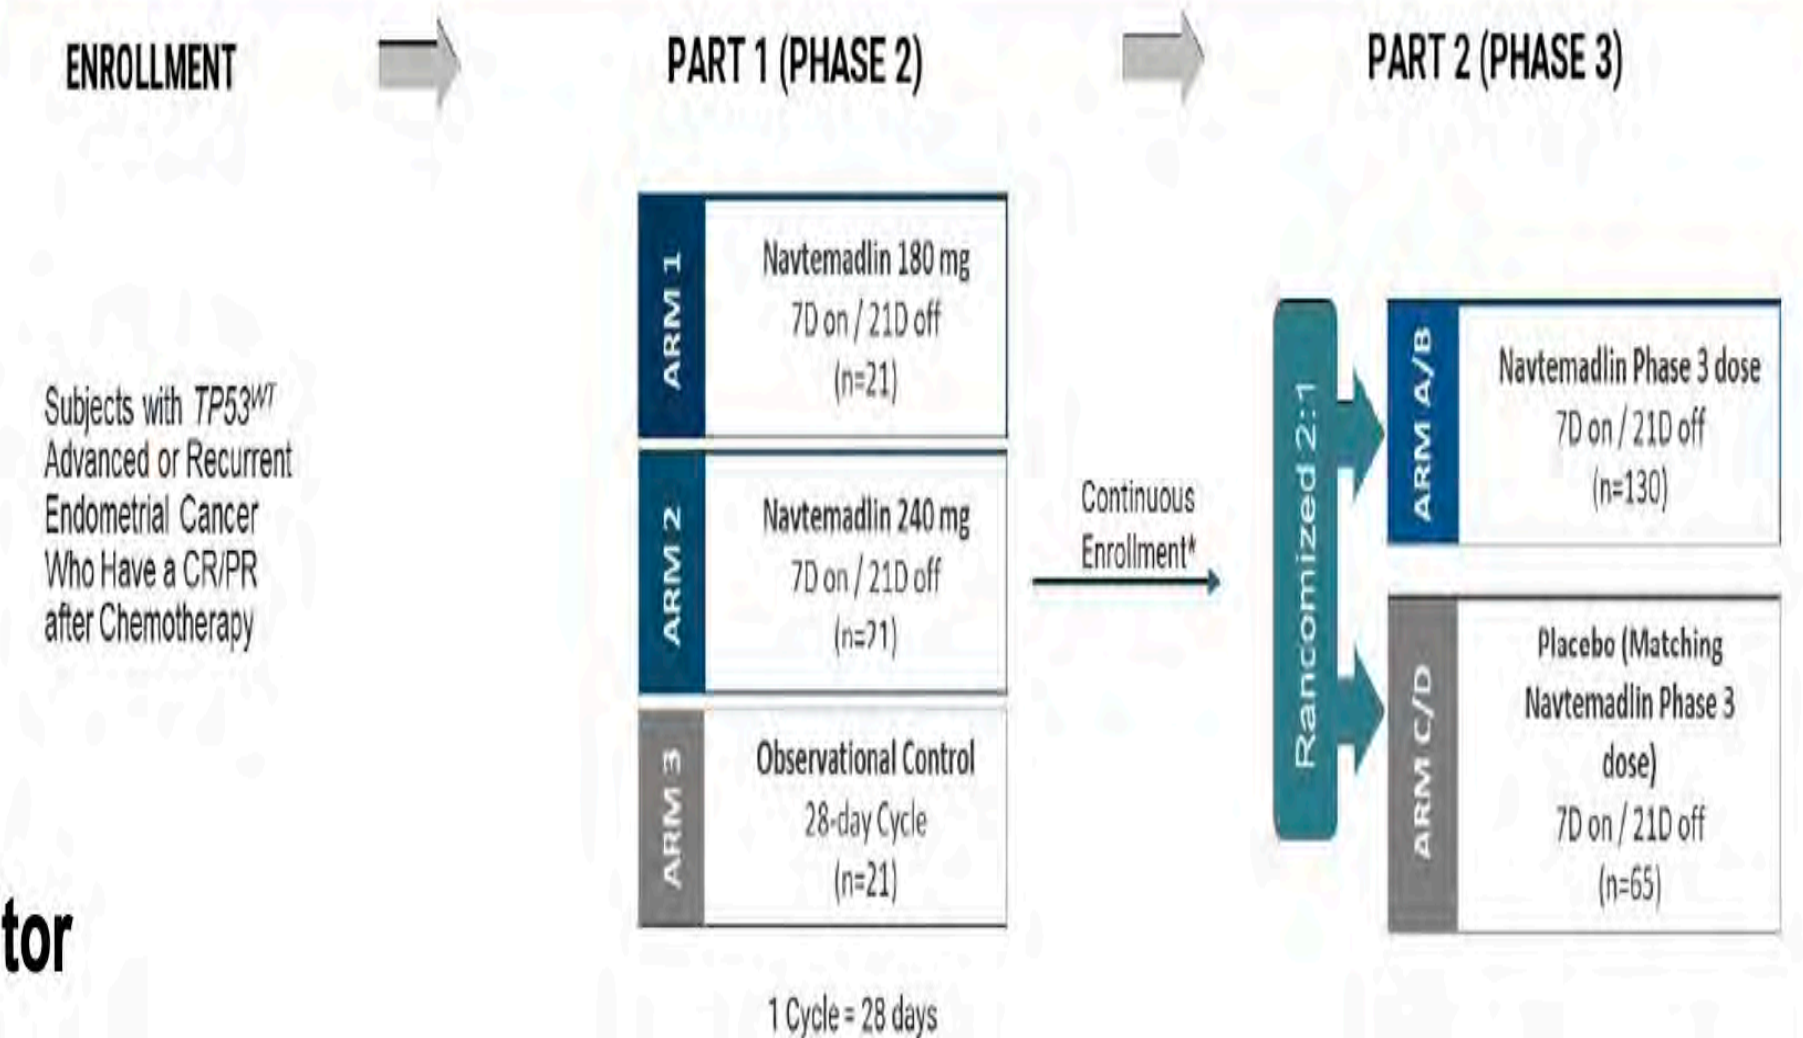 ENROLLMENT
PART 1 (PHASE 2)
PART 2 (PHASE 3)
Subjects with TP53WT
Advanced or Recurrent
Endometrial Cancer
Who Have a CR/PR
after Chemotherapy
ARM 1
Navtemadlin 180 mg
7D on / 21D off
(n=21)
ARM 2
Navtemadlin 240 mg
7D on / 21D off
(n=21)
ARM 3
Observational Control
28-day Cycle
(n=21)
1 Cycle = 28 days
Continuous
Enrollment*
Randomized 2:1
ARM A/B
Navtemadlin Phase 3 dose
7D on / 21D off
(n=130)
ARM C/D
Placebo (Matching
Navtemadlin Phase 3
dose)
7D on / 21D off
(n=65)
tor